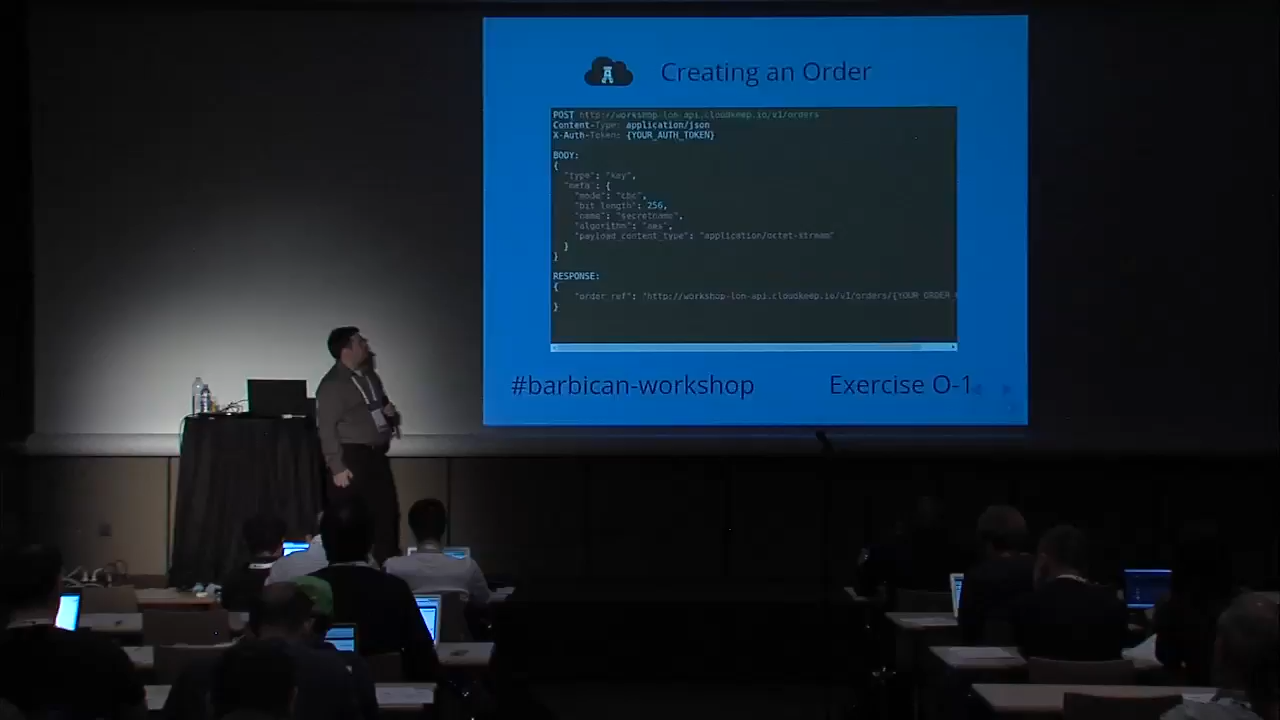 Creating an Order
POST http://workshop-lon-api.cloudkeep.io/v1/orders
Content-Type: application/json
X-Auth-Token: {YOUR_AUTH_TOKEN}
BODY:
{
"type": "key",
"meta": {
"mode": "cbc",
"bit_length": 256,
"name": "secretname",
"algorithm": "aes",
"payload_content_type": "application/octet-stream"
}
}
RESPONSE:
{
"order_ref": "http://workshop-lon-api.cloudkeep.io/v1/orders/{YOUR_ORDER_
}
#barbican-workshop
Exercise O-1